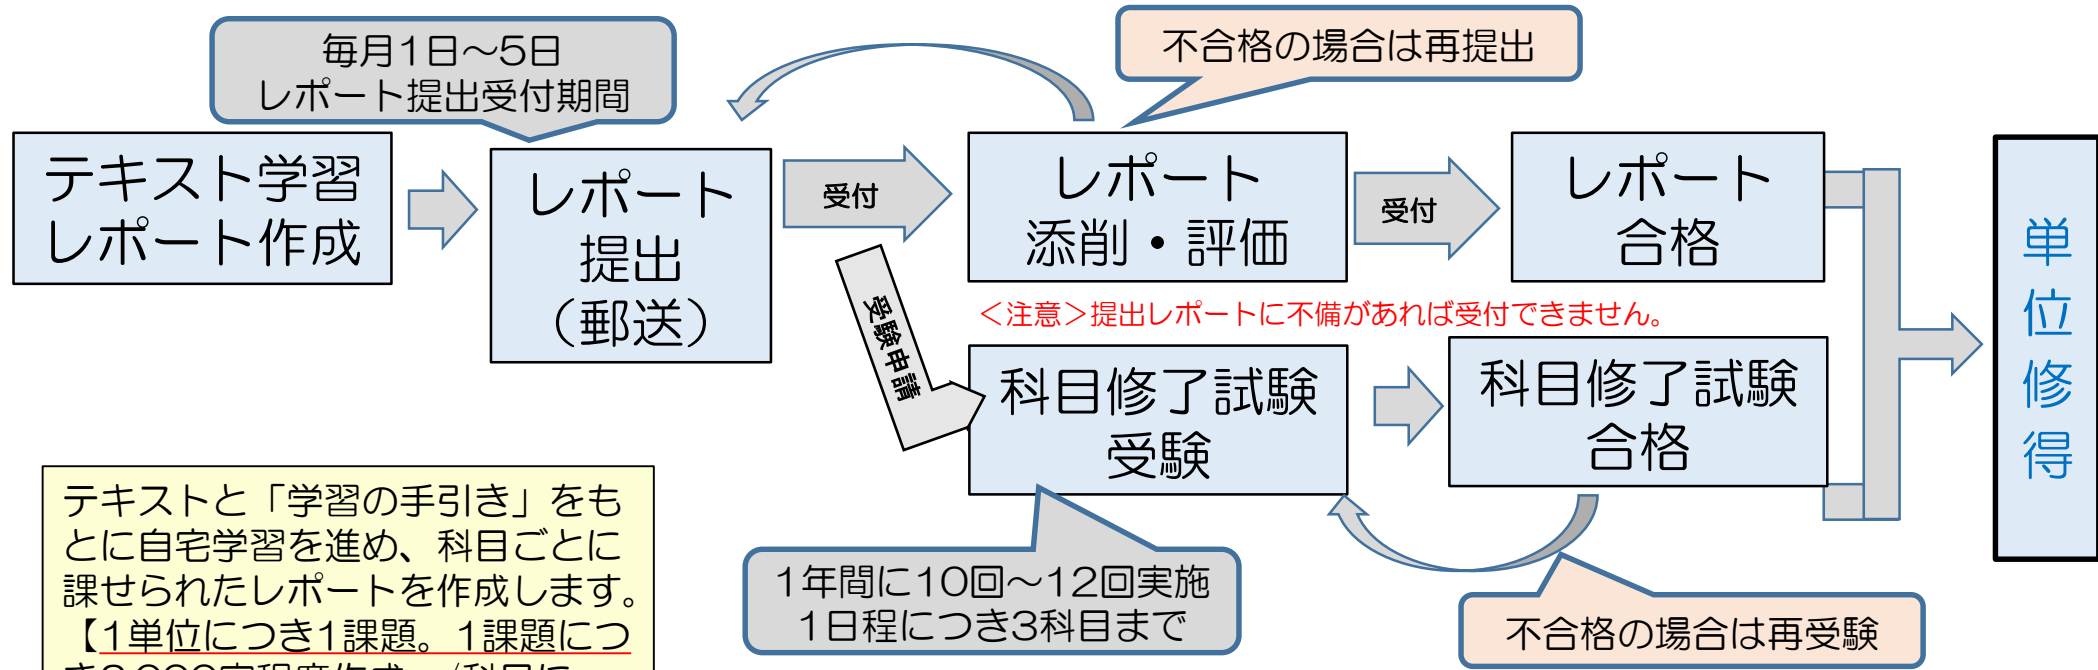 毎月1日～5日
レポート提出受付期間
不合格の場合は再提出
テキスト学習
レポート作成
レポート
提出
（郵送）
受付
レポート
添削・評価
受付
レポート
合格
単位修得
受験申請
＜注意＞提出レポートに不備があれば受付できません。
科目修了試験
受験
科目修了試験
合格
1年間に10回～12回実施
1日程につき3科目まで
不合格の場合は再受験
テキストと「学習の手引き」をも
とに自宅学習を進め、科目ごとに
課せられたレポートを作成します。
【1単位につき1課題。1課題につ